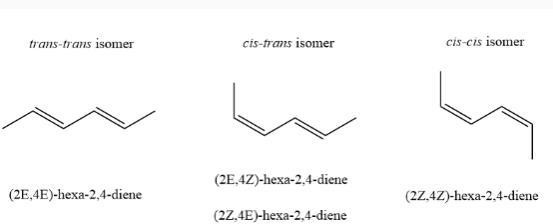 trans-trans isomer
cis-trans isomer
cis-cis isomer
(2E,4E)-hexa-2,4-diene
(2E,4Z)-hexa-2,4-diene
(2Z,4E)-hexa-2,4-diene
(2Z,4Z)-hexa-2,4-diene